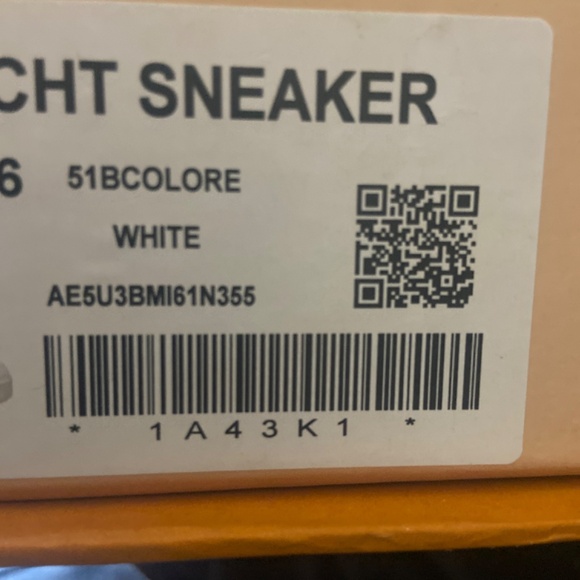 CHT SNEAKER
6 51BCOLORE
WHITE
AE5U3BMI61N355
* 1A43K1 *